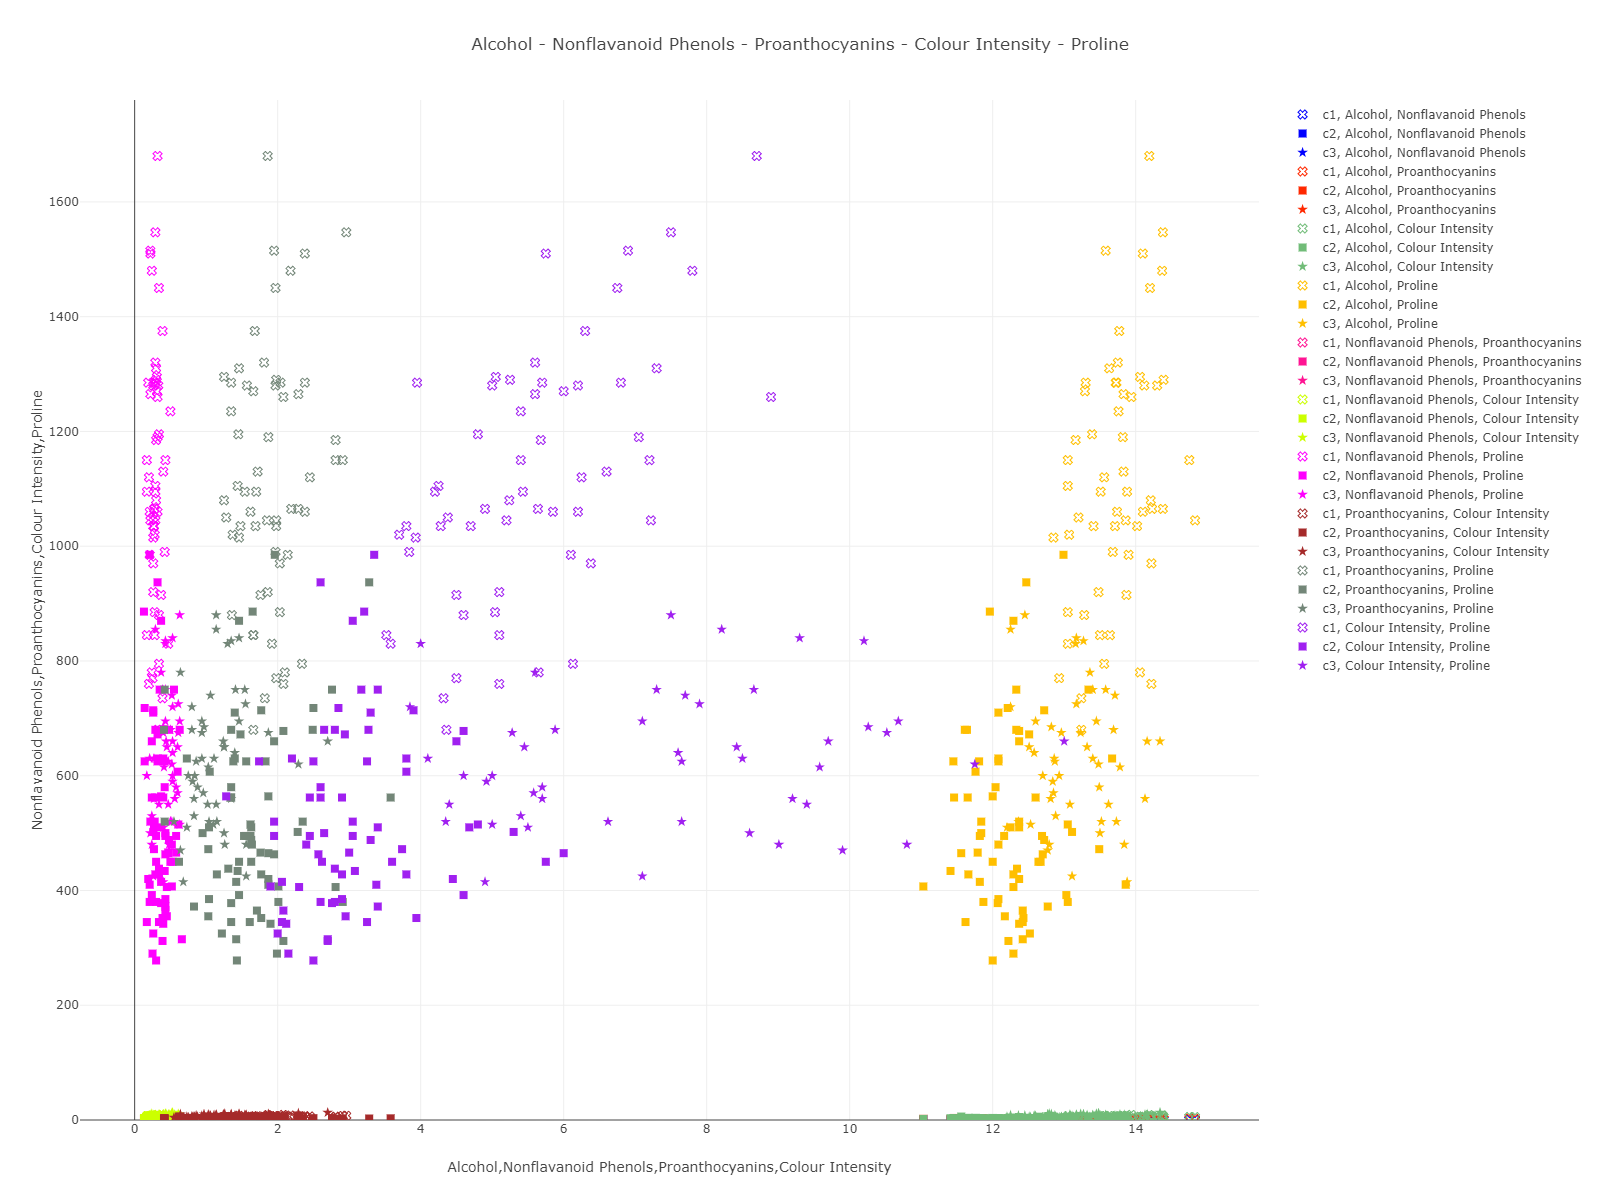 Alcohol - Nonflavanoid Phenols - Proanthocyanins - Colour Intensity - Proline
Nonflavanoid Phenols,Proanthocyanins,Colour Intensity,Proline
1600
1400
1200
1000
800
600
400
200
0
0 2 4 6 8 10 12 14
Alcohol,Nonflavanoid Phenols,Proanthocyanins,Colour Intensity
c1, Alcohol, Nonflavanoid Phenols
c2, Alcohol, Nonflavanoid Phenols
c3, Alcohol, Nonflavanoid Phenols
c1, Alcohol, Proanthocyanins
c2, Alcohol, Proanthocyanins
c3, Alcohol, Proanthocyanins
c1, Alcohol, Colour Intensity
c2, Alcohol, Colour Intensity
c3, Alcohol, Colour Intensity
c1, Alcohol, Proline
c2, Alcohol, Proline
c3, Alcohol, Proline
c1, Nonflavanoid Phenols, Proanthocyanins
c2, Nonflavanoid Phenols, Proanthocyanins
c3, Nonflavanoid Phenols, Proanthocyanins
c1, Nonflavanoid Phenols, Colour Intensity
c2, Nonflavanoid Phenols, Colour Intensity
c3, Nonflavanoid Phenols, Colour Intensity
c1, Nonflavanoid Phenols, Proline
c2, Nonflavanoid Phenols, Proline
c3, Nonflavanoid Phenols, Proline
c1, Proanthocyanins, Colour Intensity
c2, Proanthocyanins, Colour Intensity
c3, Proanthocyanins, Colour Intensity
c1, Proanthocyanins, Proline
c2, Proanthocyanins, Proline
c3, Proanthocyanins, Proline
c1, Colour Intensity, Proline
c2, Colour Intensity, Proline
c3, Colour Intensity, Proline